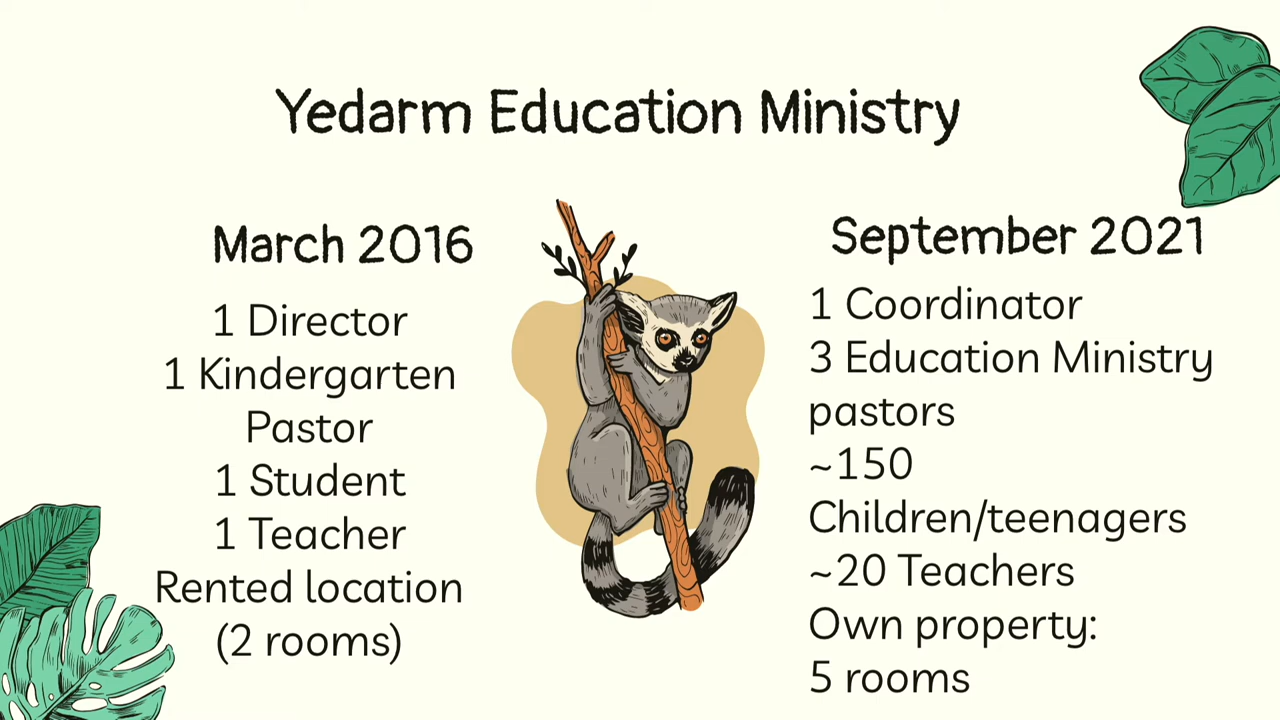 Yedarm Education Ministry
March 2016
1 Director
1 Kindergarten
Pastor
1 Student
1 Teacher
Rented location
(2 rooms)
September 2021
1 Coordinator
3 Education Ministry
pastors
~150
Children/teenagers
~20 Teachers
Own property:
5 rooms